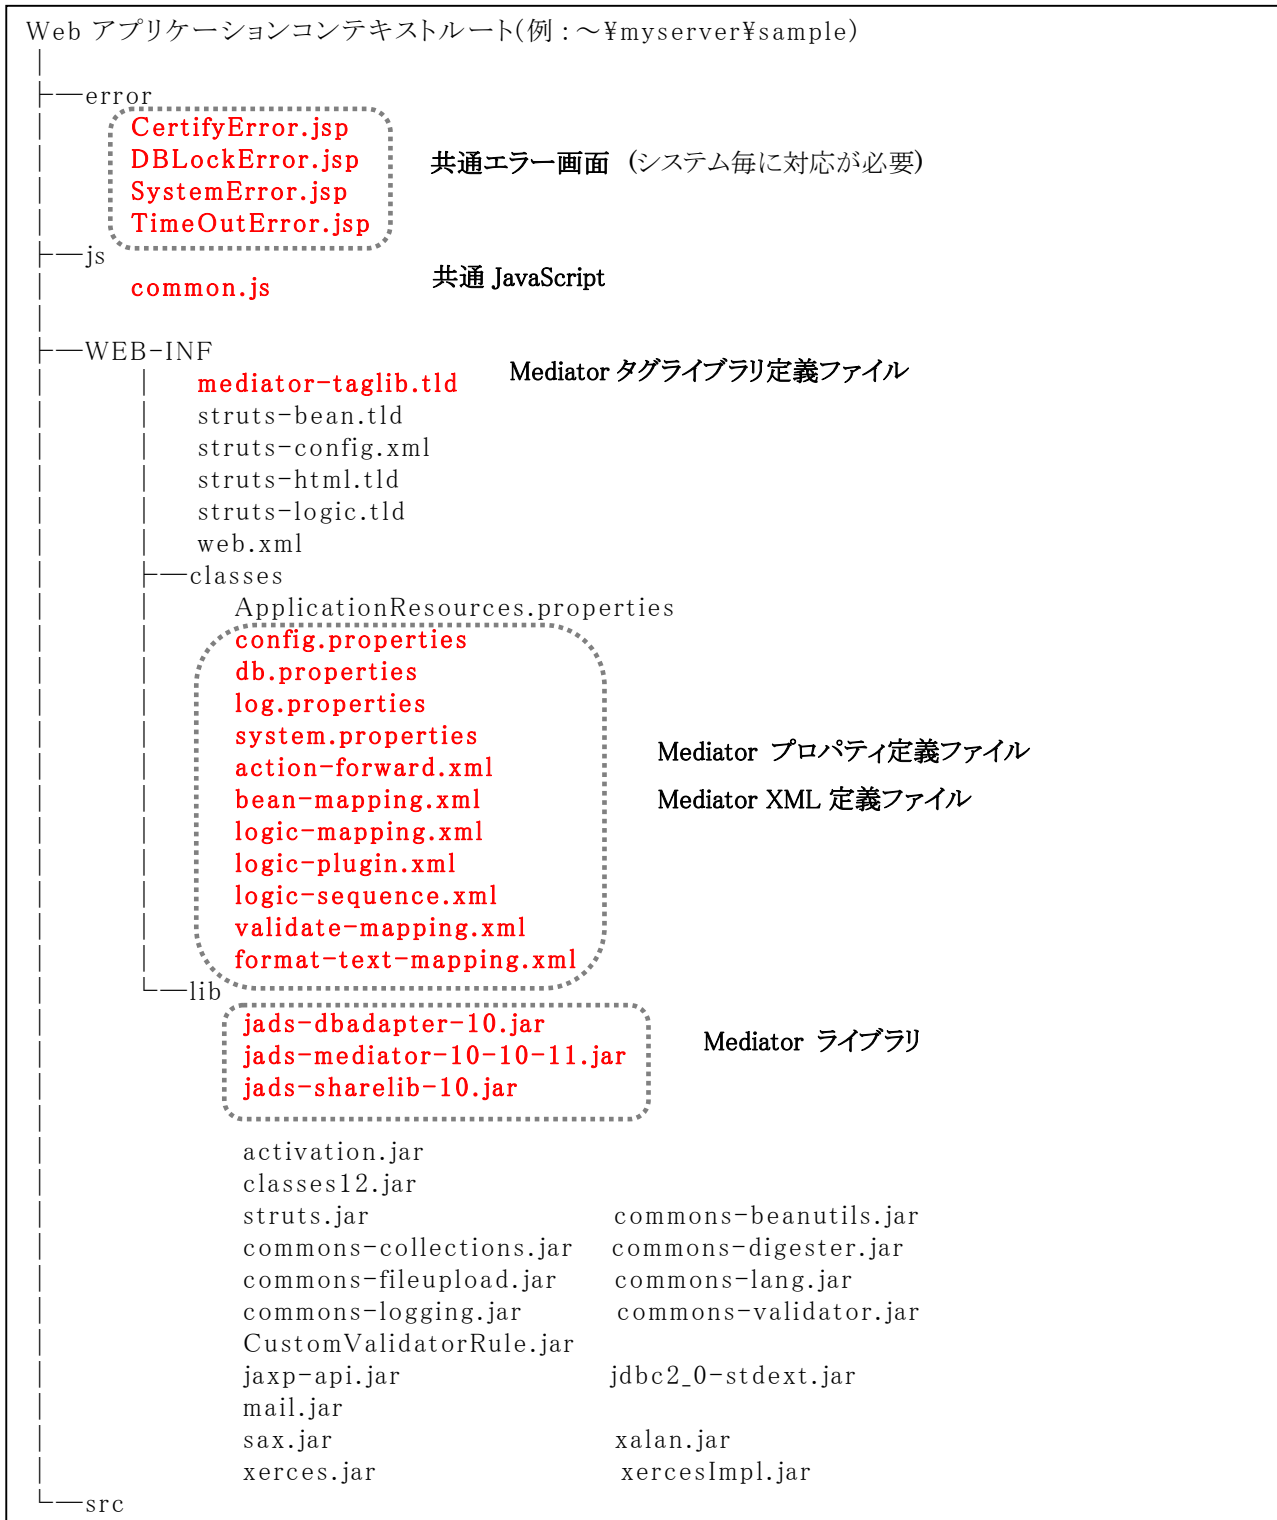 Web アプリケーションコンテキストルート(例:～¥myserver¥sample)
error
CertifyError.jsp
DBLockError.jsp
共通エラー画面 (システム毎に対応が必要)
SystemError.jsp
TimeOutError.jsp
js
共通 JavaScript
common.js
WEB-INF
Mediator タグライブラリ定義ファイル
mediator-taglib.tld
struts-bean.tld
struts-config.xml
struts-html.tld
struts-logic.tld
web.xml
classes
ApplicationResources.properties
config.properties
db.properties
log.properties
system.properties
Mediator プロパティ定義ファイル
action-forward.xml
bean-mapping.xml
Mediator XML 定義ファイル
logic-mapping.xml
logic-plugin.xml
logic-sequence.xml
validate-mapping.xml
format-text-mapping.xml
lib
jads-dbadapter-10.jar
Mediator ライブラリ
jads-mediator-10-10-11.jar
jads-sharelib-10.jar
activation.jar
classes12.jar
struts.jar commons-beanutils.jar
commons-collections.jar commons-digester.jar
commons-fileupload.jar commons-lang.jar
commons-logging.jar commons-validator.jar
CustomValidatorRule.jar
jaxp-api.jar jdbc2_0-stdext.jar
mail.jar
sax.jar xalan.jar
xerces.jar xercesImpl.jar
src